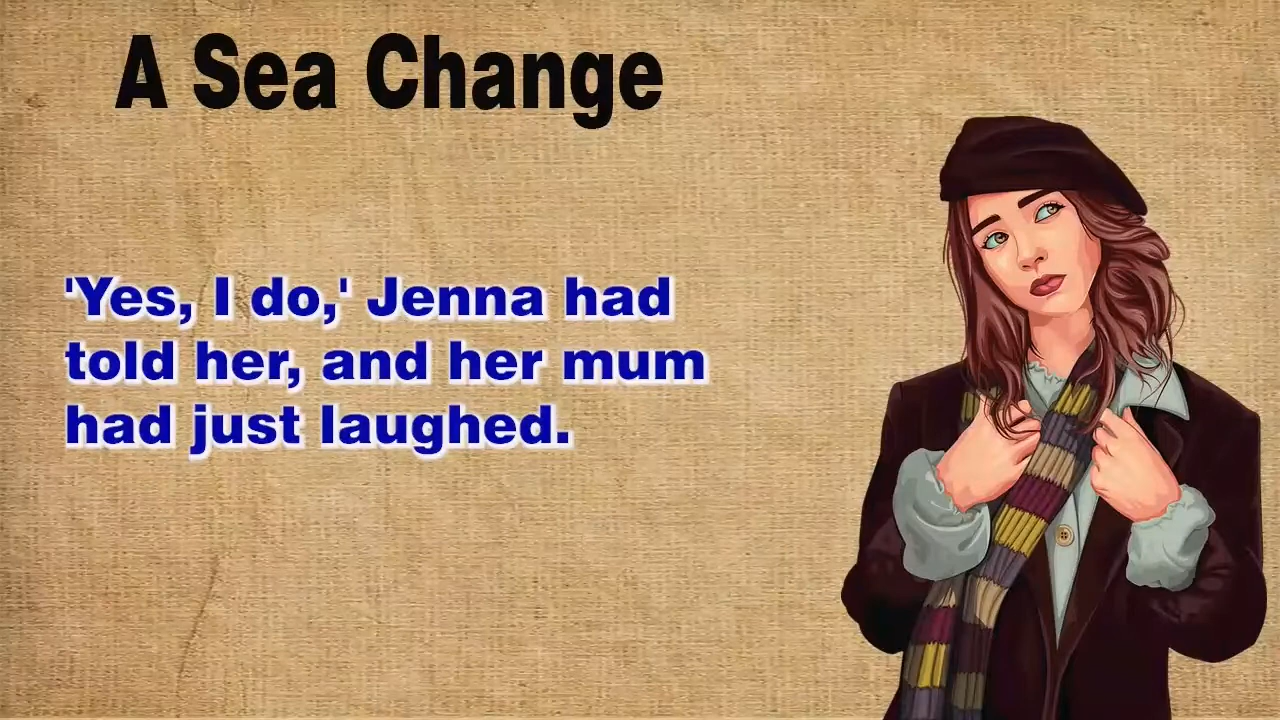 A Sea Change
'Yes, I do,' Jenna had
told her, and her mum
had just laughed.